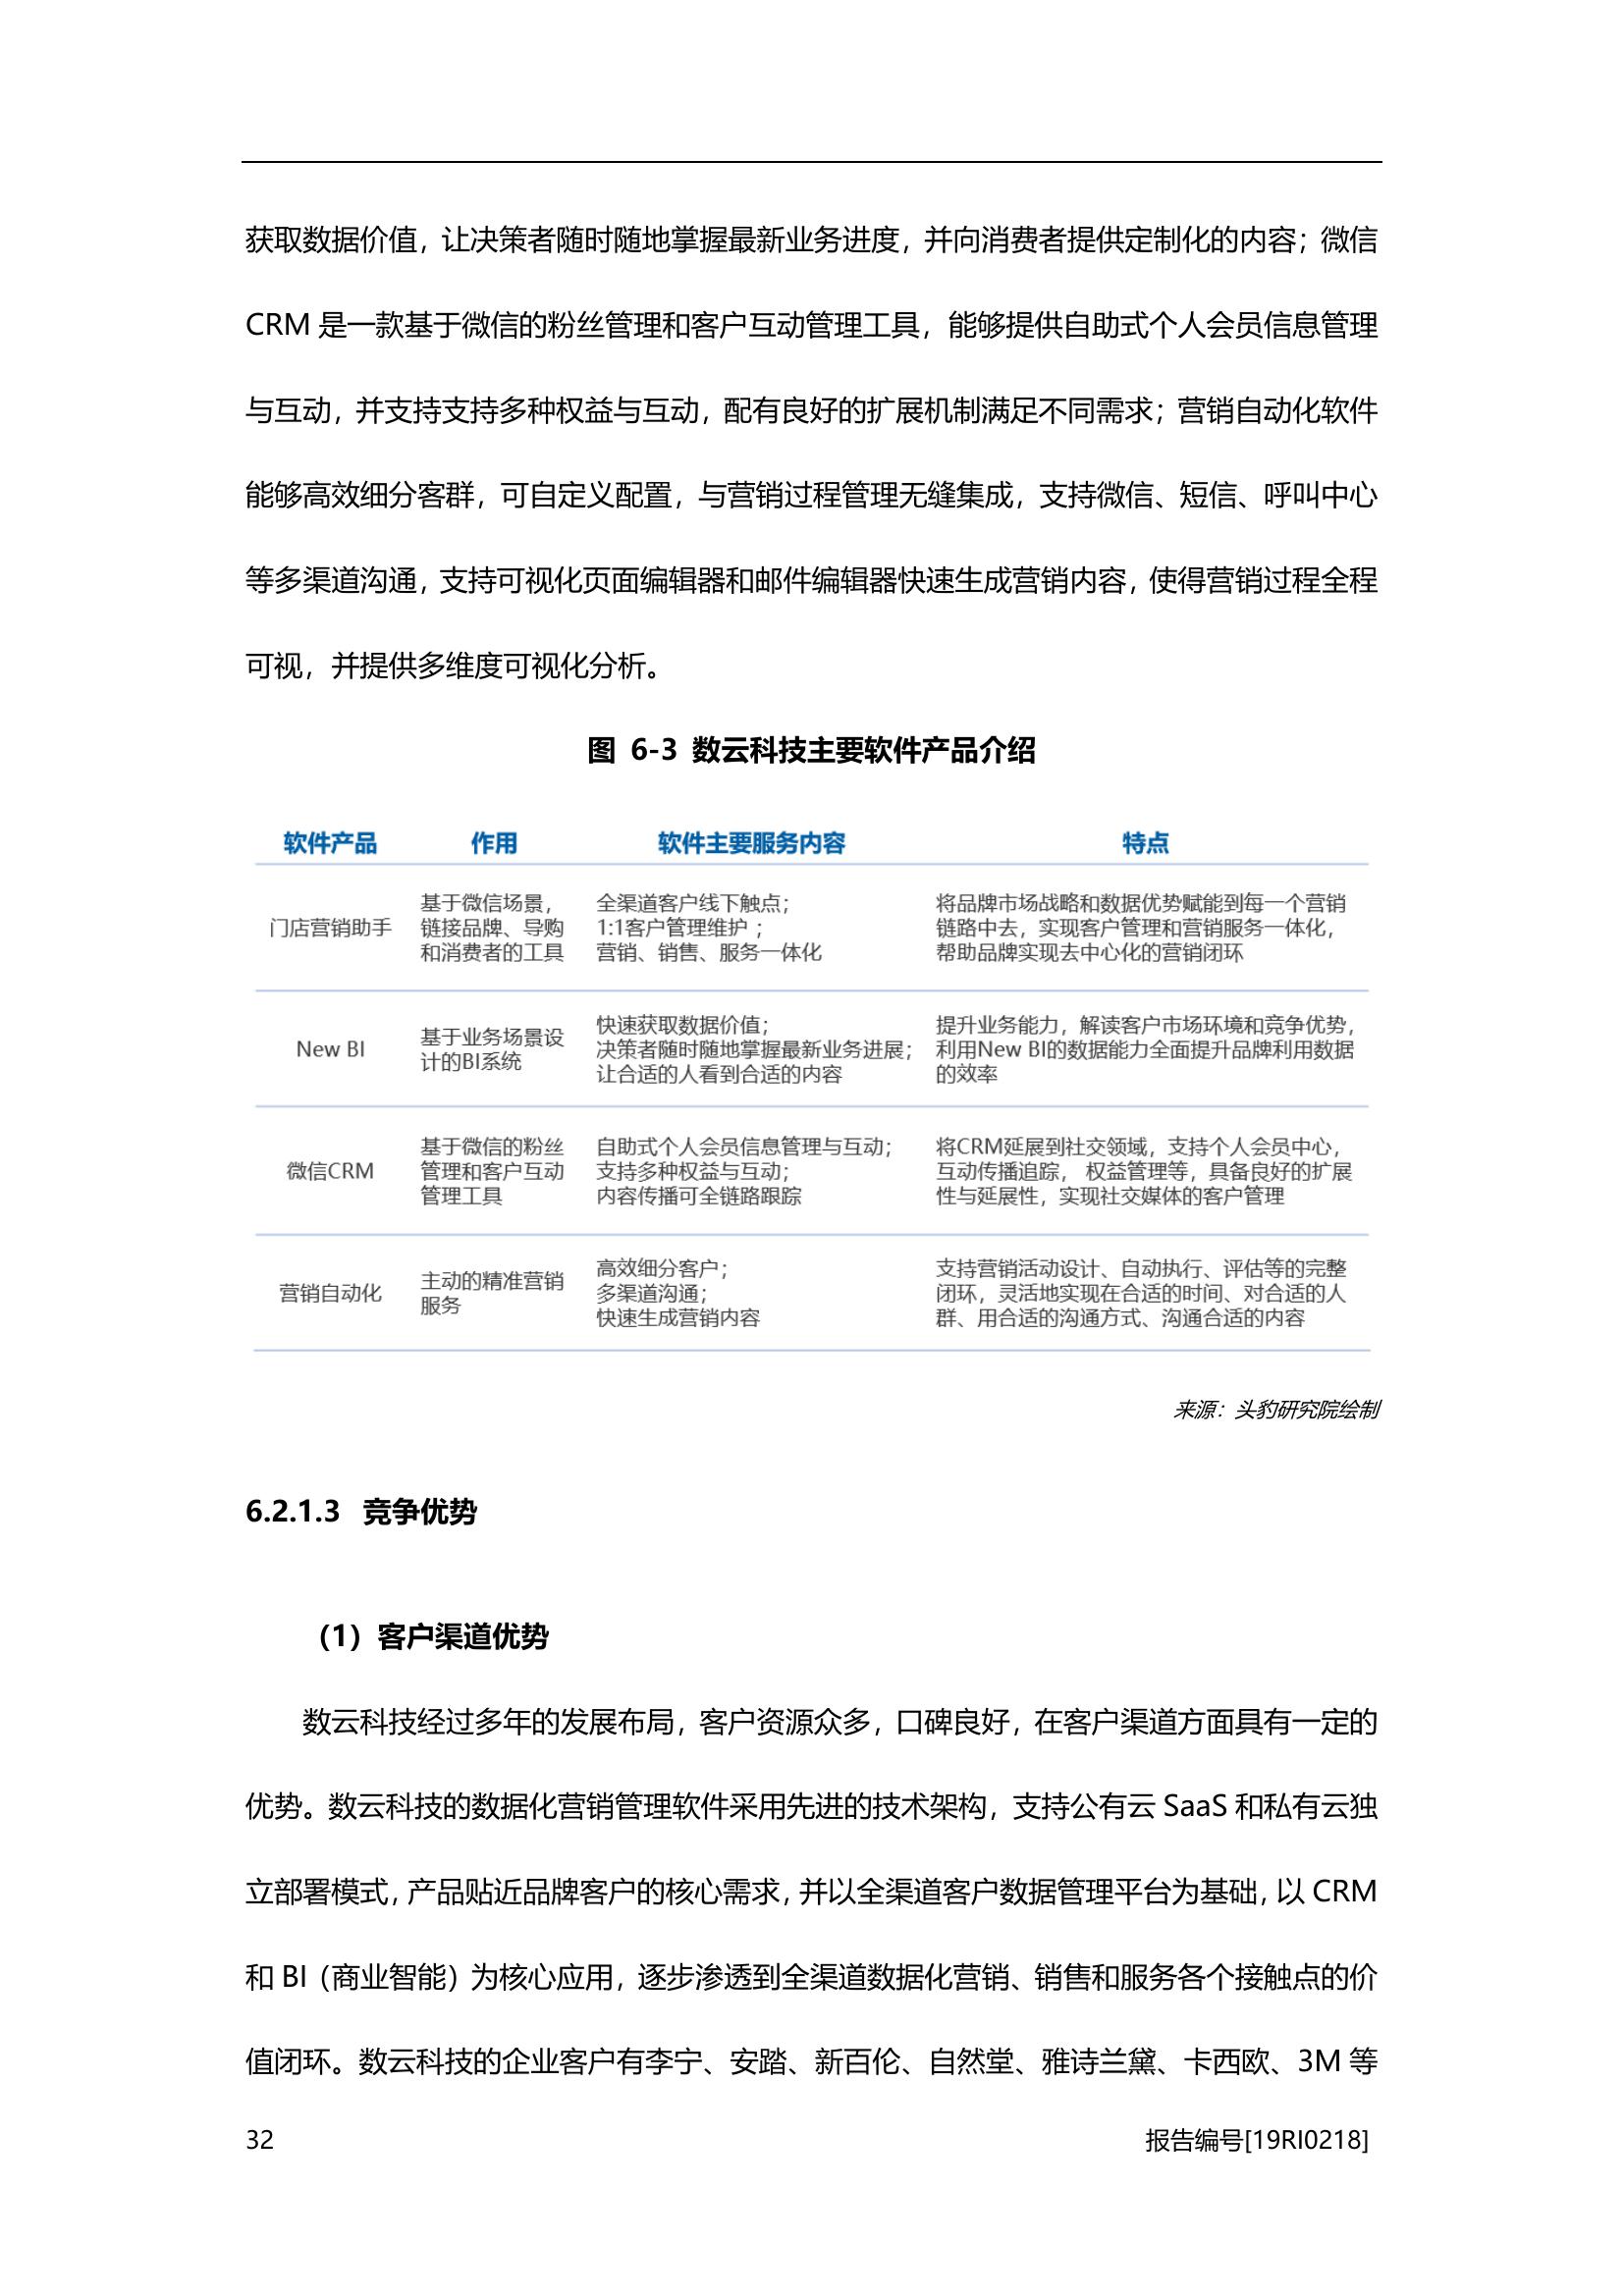 获取数据价值，让决策者随时随地掌握最新业务进度，并向消费者提供定制化的内容；微信
CRM 是一款基于微信的粉丝管理和客户互动管理工具，能够提供自助式个人会员信息管理
与互动，并支持支持多种权益与互动，配有良好的扩展机制满足不同需求；营销自动化软件
能够高效细分客群，可自定义配置，与营销过程管理无缝集成，支持微信、短信、呼叫中心
等多渠道沟通，支持可视化页面编辑器和邮件编辑器快速生成营销内容，使得营销过程全程
可视，并提供多维度可视化分析。
图 6-3 数云科技主要软件产品介绍
软件产品 作用 软件主要服务内容 特点
门店营销助手
基于微信场景，
链接品牌、导购
和消费者的工具
全渠道客户线下触点；
1:1客户管理维护；
营销、销售、服务一体化
将品牌市场战略和数据优势赋能到每一个营销
链路中去，实现客户管理和营销服务一体化，
帮助品牌实现去中心化的营销闭环
New BI
基于业务场景设
计的BI系统
快速获取数据价值；
决策者随时随地掌握最新业务进展；
让合适的人看到合适的内容
提升业务能力，解读客户市场环境和竞争优势，
利用New BI的数据能力全面提升品牌利用数据
的效率
微信CRM
基于微信的粉丝
管理和客户互动
管理工具
自助式个人会员信息管理与互动；
支持多种权益与互动；
内容传播可全链路跟踪
将CRM延展到社交领域，支持个人会员中心，
互动传播追踪， 权益管理等，具备良好的扩展
性与延展性，实现社交媒体的客户管理
营销自动化
主动的精准营销
服务
高效细分客户；
多渠道沟通；
快速生成营销内容
支持营销活动设计、自动执行、评估等的完整
闭环，灵活地实现在合适的时间、对合适的人
群、用合适的沟通方式、沟通合适的内容
来源：头豹研究院绘制
6.2.1.3 竞争优势
（1）客户渠道优势
数云科技经过多年的发展布局，客户资源众多，口碑良好，在客户渠道方面具有一定的
优势。数云科技的数据化营销管理软件采用先进的技术架构，支持公有云 SaaS 和私有云独
立部署模式，产品贴近品牌客户的核心需求，并以全渠道客户数据管理平台为基础，以 CRM
和 BI（商业智能）为核心应用，逐步渗透到全渠道数据化营销、销售和服务各个接触点的价
值闭环。数云科技的企业客户有李宁、安踏、新百伦、自然堂、雅诗兰黛、卡西欧、3M 等
32 报告编号[19RI0218]